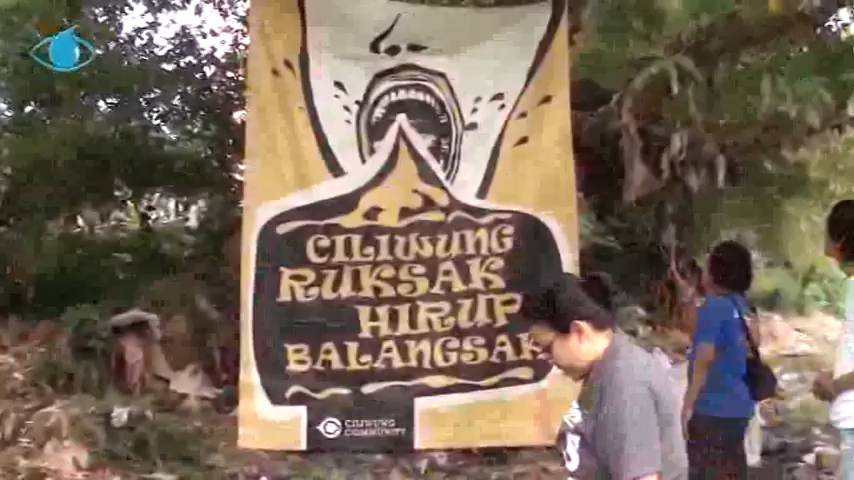 CILIWUNG
RUKSAK
HIRUP
BALANGSAK
CILIWUNG
COMMUNITY